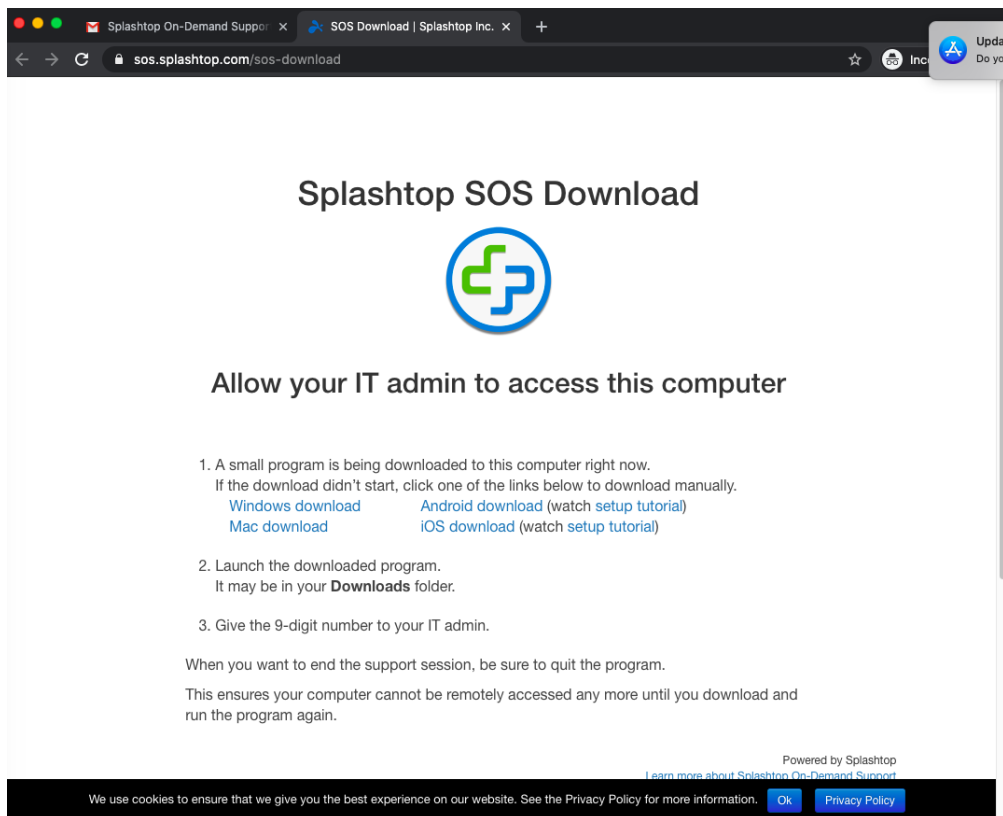 Splashtop On-Demand Suppor
SOS Download | Splashtop Inc.
sos.splashtop.com/sos-download
Splashtop SOS Download
Allow your IT admin to access this computer
1. A small program is being downloaded to this computer right now.
If the download didn't start, click one of the links below to download manually.
Windows download Android download (watch setup tutorial)
Mac download iOS download (watch setup tutorial)
2. Launch the downloaded program.
It may be in your Downloads folder.
3. Give the 9-digit number to your IT admin.
When you want to end the support session, be sure to quit the program.
This ensures your computer cannot be remotely accessed any more until you download and
run the program again.
Powered by Splashtop
Learn more about Splashtop On-Demand Support
We use cookies to ensure that we give you the best experience on our website. See the Privacy Policy for more information. Ok Privacy Policy